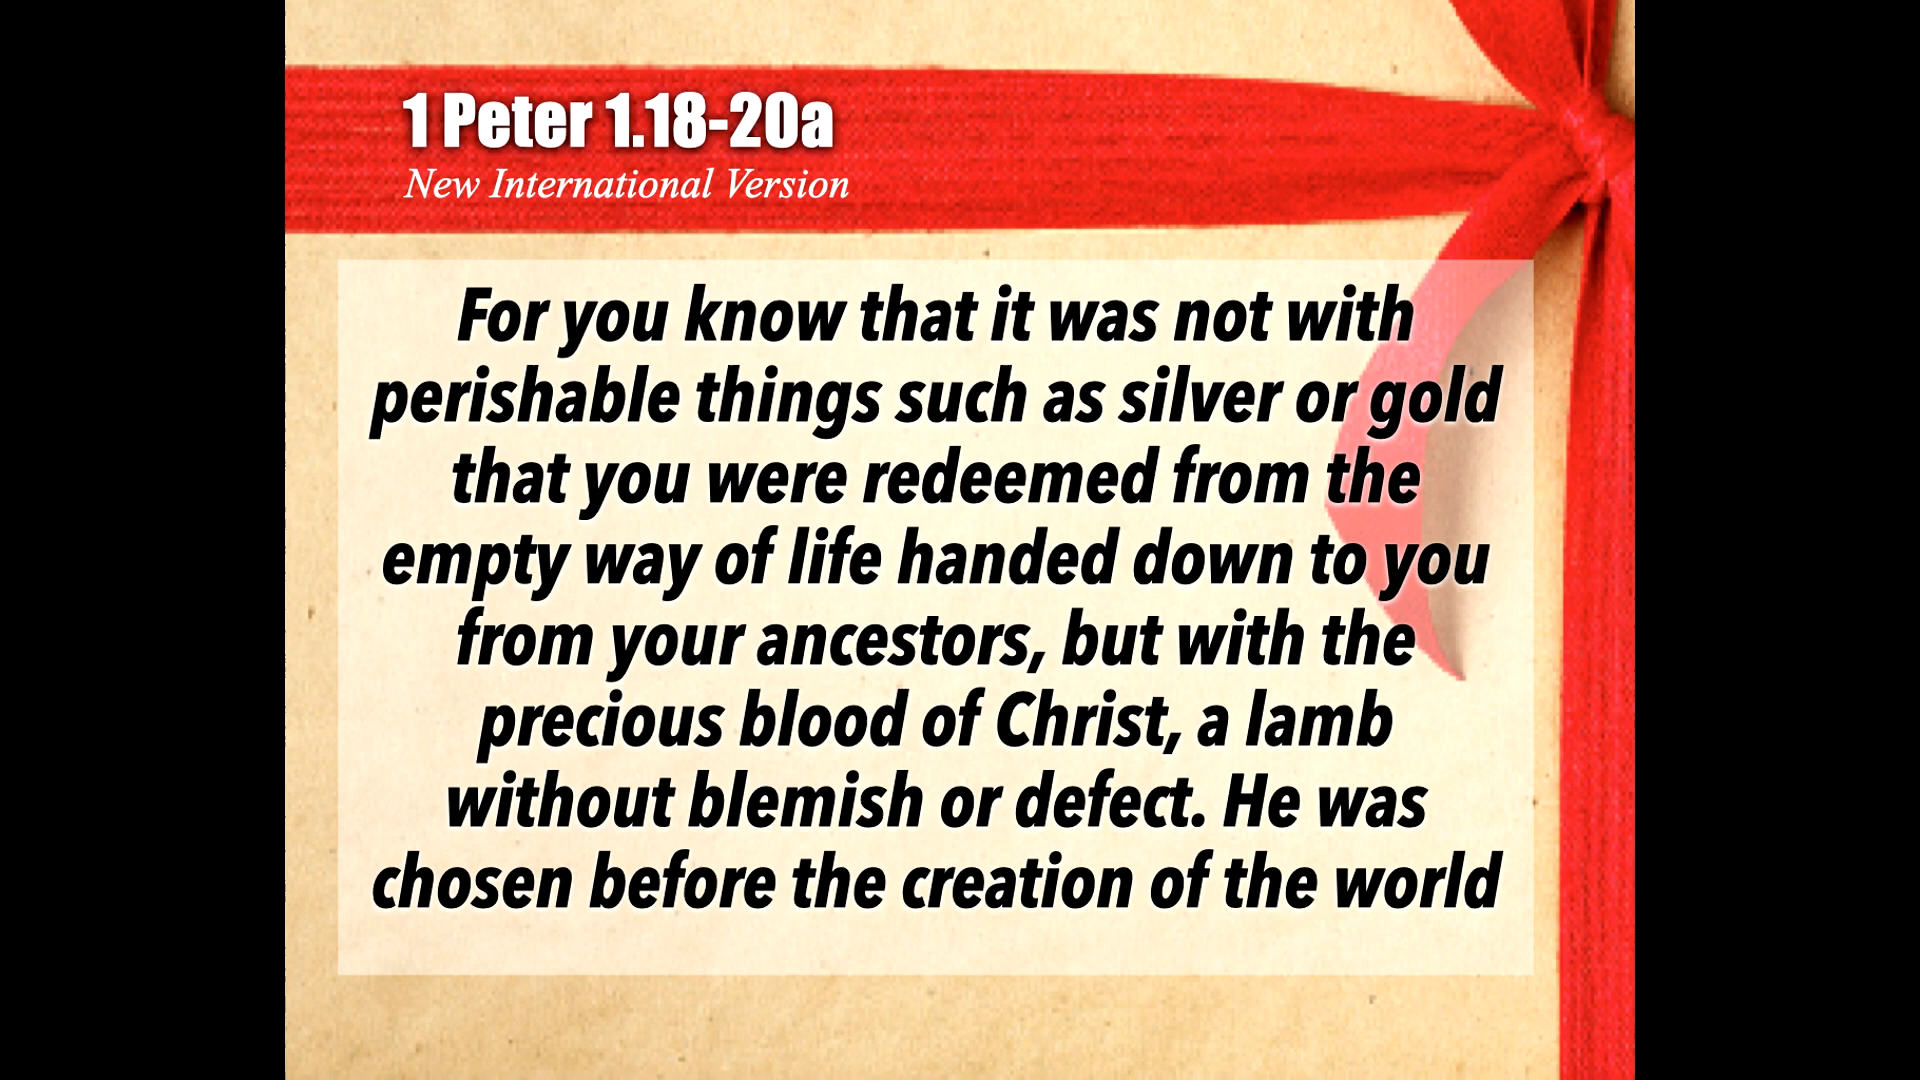 1 Peter 1.18-20a
New International Version
For you know that it was not with
perishable things such as silver or gold
that you were redeemed from the
empty way of life handed down to you
from your ancestors, but with the
precious blood of Christ, a lamb
without blemish or defect. He was
chosen before the creation of the world